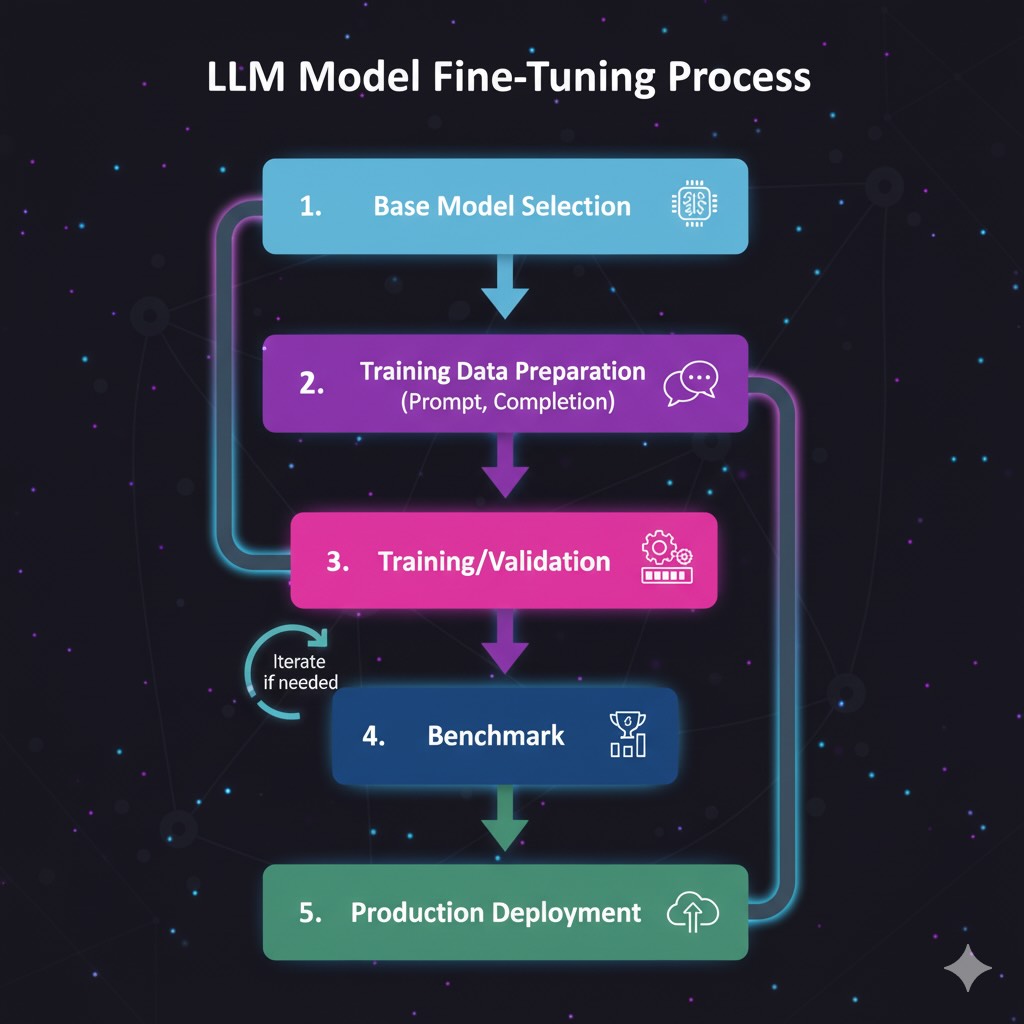 LLM Model Fine-Tuning Process
1. Base Model Selection
2. Training Data Preparation
(Prompt, Completion)
3. Training/Validation
Iterate
if needed
4. Benchmark
5. Production Deployment